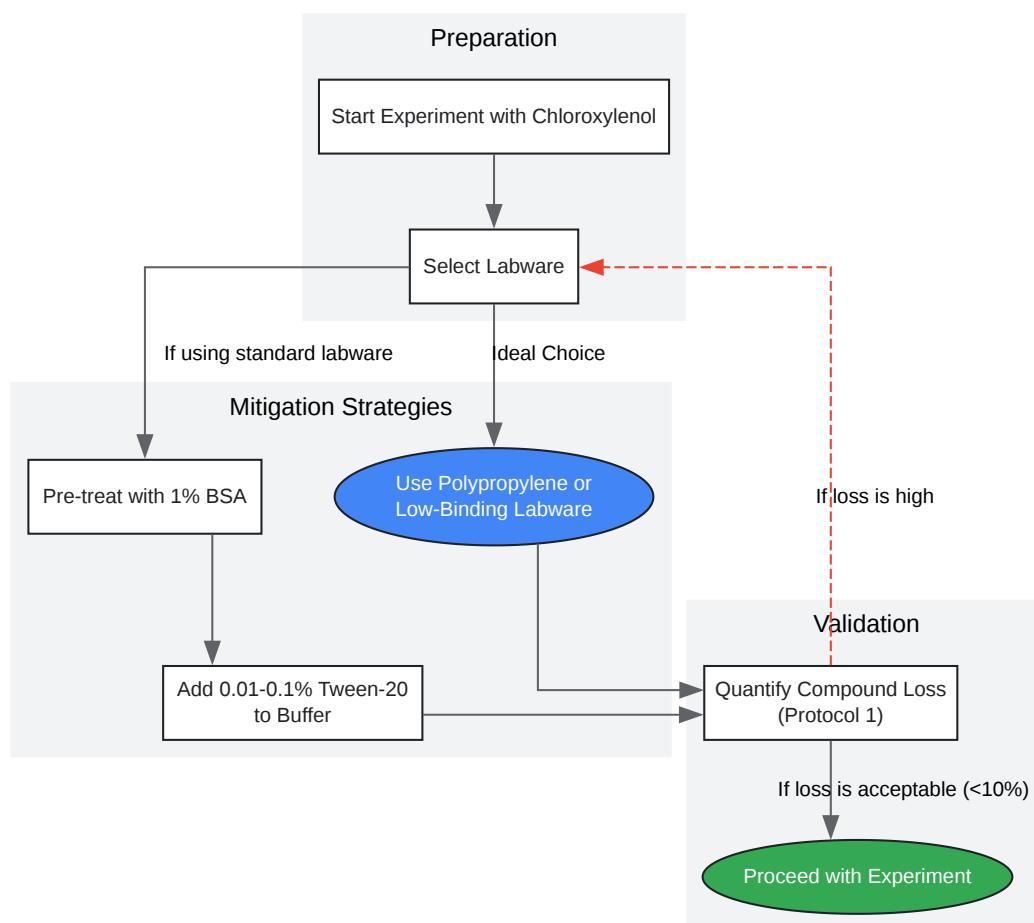 Preparation
Start Experiment with Chloroxylenol
Select Labware
If using standard labware
Ideal Choice
Mitigation Strategies
Pre-treat with 1% BSA
Use Polypropylene or
Low-Binding Labware
If loss is high
Validation
Add 0.01-0.1% Tween-20
to Buffer
Quantify Compound Loss
(Protocol 1)
If loss is acceptable (<10%)
Proceed with Experiment